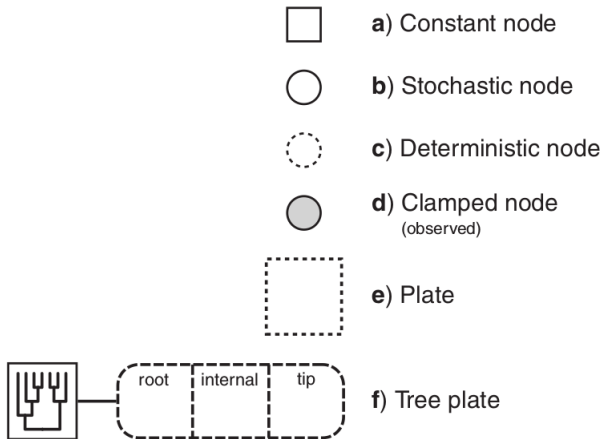 a) Constant node
b) Stochastic node
c) Deterministic node
d) Clamped node
(observed)
e) Plate
root internal tip
f) Tree plate